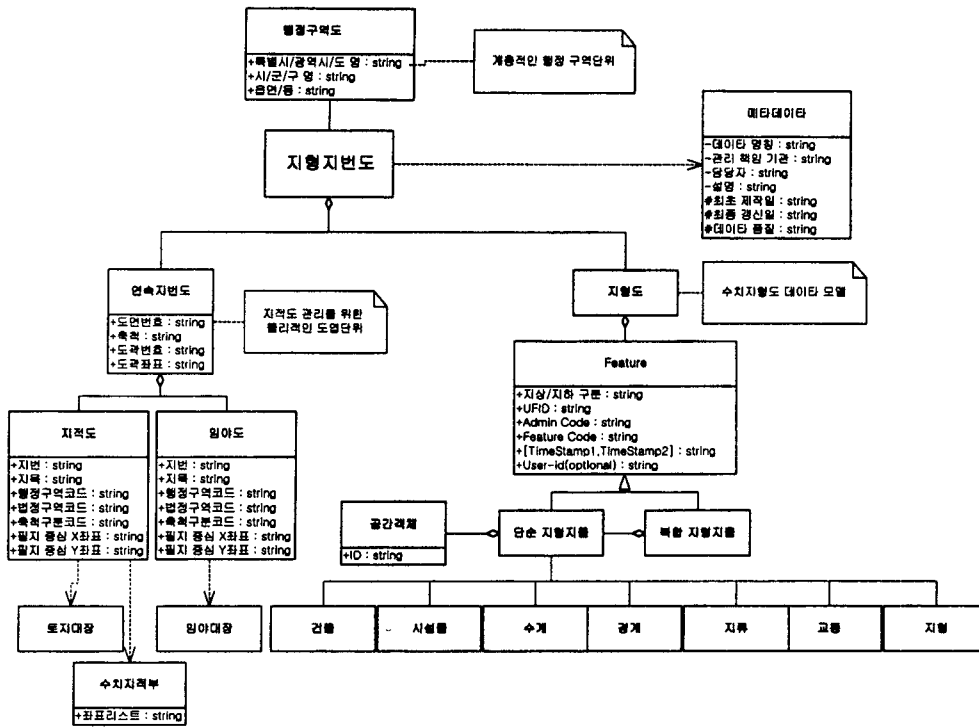 행정구역도
+특별시/광역시/도 명 : string
+시/군/구 명 : string
+읍면/동 : string
계층적인 행정 구역단위
메타데이타
-데이타 명칭 : string
-관리 책임 기관 : string
-담당자 : string
-설명 : string
#최초 제작일 : string
#최종 갱신일 : string
#데이타 품질 : string
지형지번도
연속지번도
+도면번호 : string
+축척 : string
+도곽번호 : string
+도곽좌표 : string
지적도 관리를 위한
물리적인 도엽단위
지형도
수치지형도 데이타 모델
Feature
+지상/지하 구분 : string
+UFID : string
+Admin Code : string
+Feature Code : string
+[TimeStamp1,TimeStamp2] : string
+User-id(optional) : string
지적도
+지번 : string
+지목 : string
+행정구역코드 : string
+법정구역코드 : string
+축척구분코드 : string
+필지 중심 X좌표 : string
+필지 중심 Y좌표 : string
임야도
+지번 : string
+지목 : string
+행정구역코드 : string
+법정구역코드 : string
+축척구분코드 : string
+필지 중심 X좌표 : string
+필지 중심 Y좌표 : string
공간객체
+ID : string
단순 지형지물
복합 지형지물
토지대장
임야대장
건물
시설물
수계
경계
지류
교통
지형
수치지적부
+좌표리스트 : string